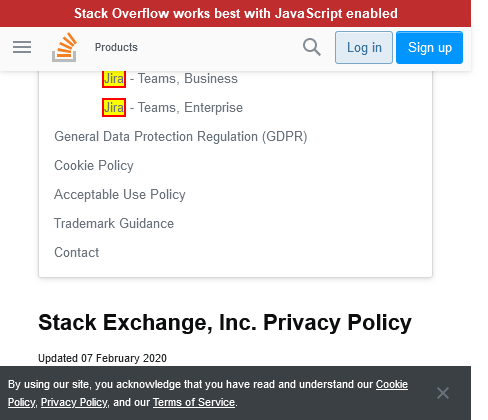 Stack Overflow works best with JavaScript enabled
Products
Log in
Sign up
Jira - Teams, Business
Jira - Teams, Enterprise
General Data Protection Regulation (GDPR)
Cookie Policy
Acceptable Use Policy
Trademark Guidance
Contact
Stack Exchange, Inc. Privacy Policy
Updated 07 February 2020
By using our site, you acknowledge that you have read and understand our Cookie
Policy, Privacy Policy, and our Terms of Service.